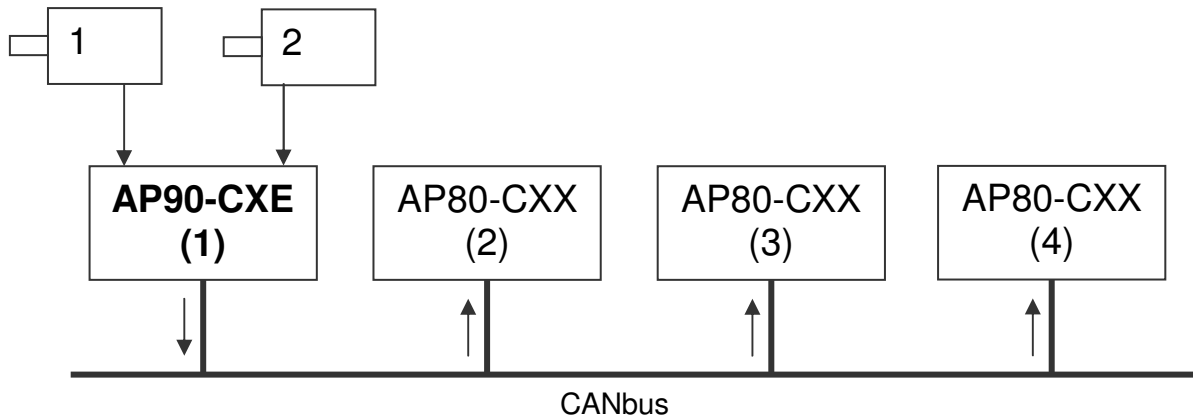 1
2
AP90-CXE
(1)
AP80-CXX
(2)
AP80-CXX
(3)
AP80-CXX
(4)
CANbus